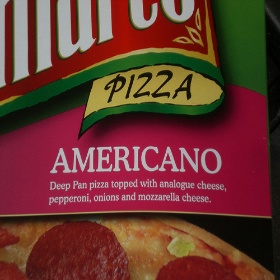 PIZZA
AMERICANO
Deep Pan pizza topped with analogue cheese,
pepperoni, onions and mozzarella cheese.